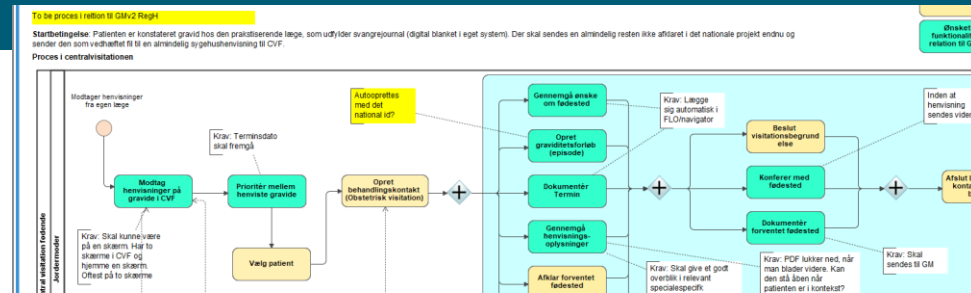 To be proces i reltion til GMv2 RegH
Startbetingelse: Patienten er konstateret gravid hos den prakstiserende læge, som udfylder svangrejournal (digital blanket i eget system). Der skal sendes en almindelig resten ikke afklaret i det nationale projekt endnu og
sender den som vedhæftet fil til en almindelig sygehushenvisning til CVF.
Proces i centralvisitationen
Ønsket
funktionalit
relation til G
Modtager henvisninger
fra egen læge
Krav: Terminsdato
skal fremgå
Autooprettes
med det
national id?
Gennemgå ønske
om fødested
Krav: Lægge
sig automatisk i
FLO/navigator
Inden at
henvisning
sendes vider
Opret
graviditetsforløb
(episode)
Beslut
visitationsbegrund
else
Modtag
henvisninger på
gravide i CVF
Prioritér mellem
henviste gravide
Opret
behandlingskontakt
(Obstetrisk visitation)
Dokumentér
Termin
Konferer med
fødested
Afslut b
konta
b
Krav: Skal kunne være
på en skærm. Har to
skærme i CVF og
hjemme en skærm.
Oftest på to skærme
Vælg patient
Gennemgå
henvisnings-
oplysninger
Dokumentér
forventet fødested
Krav: Skal
sendes til GM
Afklar forventet
fødested
Krav: Skal give et godt
overblik i relevant
specialespecifk
Krav: PDF lukker ned, når
man blader videre. Kan
den stå åben når
patienten er i kontekst?
tral visitation fødende
Jordermoder